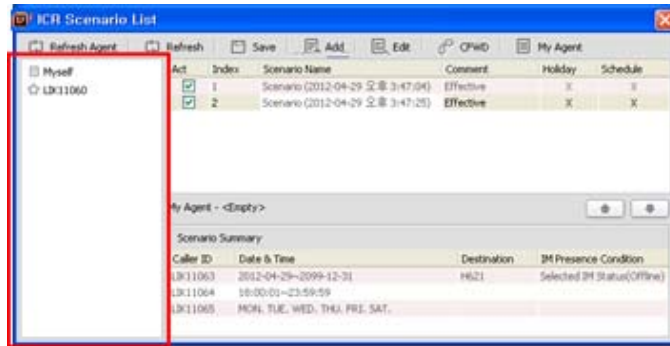 ICR Scenario List
Refresh Agent Refresh Save Add Edit CFWD My Agent
Myself
LIK11060
Act Index Scenario Name Comment Holiday Schedule
1 Scenario (2012-04-29 오후 3:47:04) Effective X X
2 Scenario (2012-04-29 오후 3:47:25) Effective X X
My Agent - <Empty>
Scenario Summary
Caller ID Date & Time Destination IM Presence Condition
LIK11063 2012-04-29~2099-12-31 H621 Selected IM Status(Offline)
LIK11064 18:00:01~23:59:59
LIK11065 MON, TUE, WED, THU, FRI, SAT,